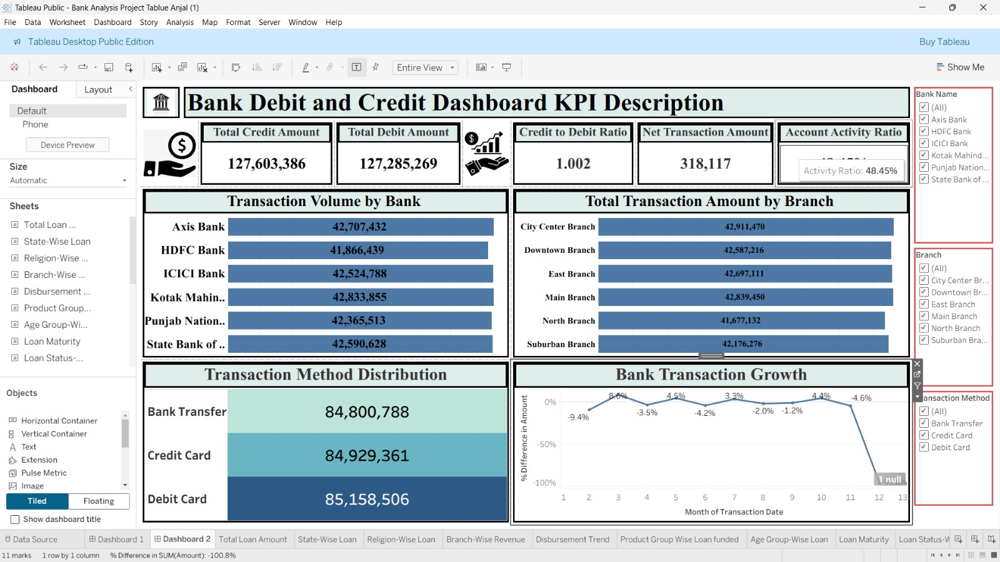 Tableau Public - Bank Analysis Project Tablue Anjal (1)
File Data Worksheet Dashboard Story Analysis Map Format Server Window Help
Tableau Desktop Public Edition
Buy Tableau
Entire View
Show Me
Dashboard
Layout
Default
Phone
Device Preview
Size
Automatic
Sheets
Total Loan ...
State-Wise Loan
Religion-Wise ...
Branch-Wise ...
Disbursement ...
Product Group...
Age Group-Wi...
Loan Maturity
Loan Status-...
Objects
Horizontal Container
Vertical Container
Text
Extension
Pulse Metric
Image
Tiled
Floating
Show dashboard title
Bank Debit and Credit Dashboard KPI Description
Total Credit Amount
127,603,386
Total Debit Amount
127,285,269
Credit to Debit Ratio
1.002
Net Transaction Amount
318,117
Account Activity Ratio
Activity Ratio: 48.45%
Transaction Volume by Bank
Axis Bank 42,707,432
HDFC Bank 41,866,439
ICICI Bank 42,524,788
Kotak Mahin.. 42,833,855
Punjab Nation.. 42,365,513
State Bank of .. 42,590,628
Total Transaction Amount by Branch
City Center Branch 42,911,470
Downtown Branch 42,587,216
East Branch 42,697,111
Main Branch 42,839,450
North Branch 41,677,132
Suburban Branch 42,176,276
Transaction Method Distribution
Bank Transfer 84,800,788
Credit Card 84,929,361
Debit Card 85,158,506
Bank Transaction Growth
% Difference in Amount
0%
-50%
-100%
-9.4%
8.6%
-3.5%
4.5%
-4.2%
3.3%
-2.0%
-1.2%
4.4%
-4.6%
1 null
1 2 3 4 5 6 7 8 9 10 11 12 13
Month of Transaction Date
Bank Name
(All)
Axis Bank
HDFC Bank
ICICI Bank
Kotak Mahind...
Punjab Nation...
State Bank of ...
Branch
(All)
City Center Br...
Downtown Br...
East Branch
Main Branch
North Branch
Suburban Bra...
ansaction Method
(All)
Bank Transfer
Credit Card
Debit Card
Data Source
Dashboard 1
Dashboard 2
Total Loan Amount
State-Wise Loan
Religion-Wise Loan
Branch-Wise Revenue
Disbursement Trend
Product Group Wise Loan funded
Age Group-Wise Loan
Loan Maturity
Loan Status-W
11 marks 1 row by 1 column % Difference in SUM(Amount): -100.8%